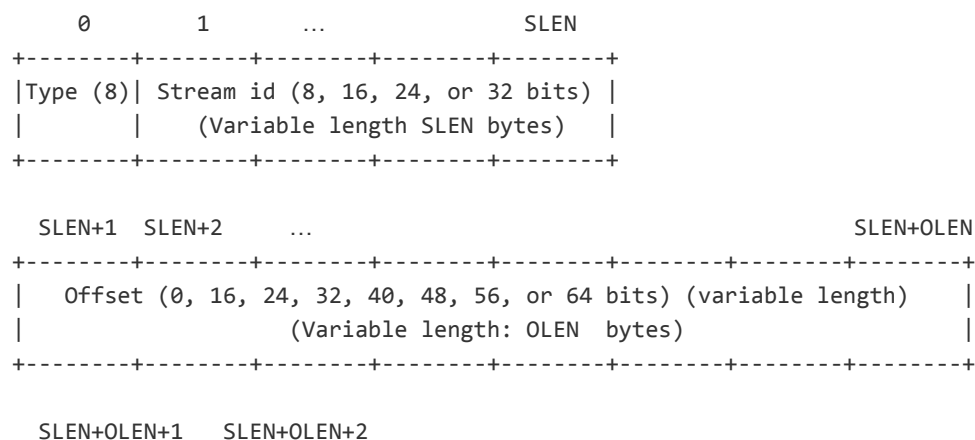 0 1 … SLEN
+--------+--------+--------+--------+--------+
|Type (8)| Stream id (8, 16, 24, or 32 bits) |
| | (Variable length SLEN bytes) |
+--------+--------+--------+--------+--------+
SLEN+1 SLEN+2 … SLEN+OLEN
+--------+--------+--------+--------+--------+--------+--------+--------+
| Offset (0, 16, 24, 32, 40, 48, 56, or 64 bits) (variable length) |
| (Variable length: OLEN bytes) |
+--------+--------+--------+--------+--------+--------+--------+--------+
SLEN+OLEN+1 SLEN+OLEN+2